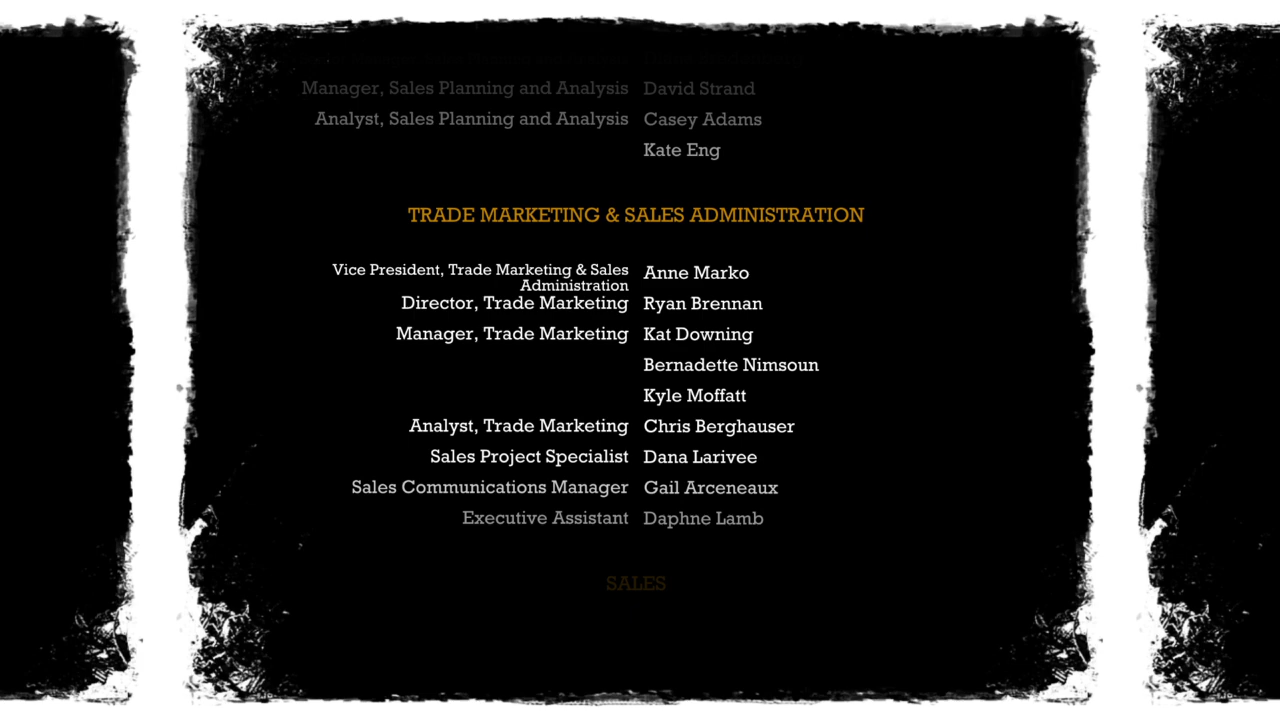 Manager, Sales Planning and Analysis David Strand
Analyst, Sales Planning and Analysis Casey Adams
Kate Eng
TRADE MARKETING & SALES ADMINISTRATION
Vice President, Trade Marketing & Sales Administration Anne Marko
Director, Trade Marketing Ryan Brennan
Manager, Trade Marketing Kat Downing
Bernadette Nimsoun
Kyle Moffatt
Analyst, Trade Marketing Chris Berghauser
Sales Project Specialist Dana Larivee
Sales Communications Manager Gail Arceneaux
Executive Assistant Daphne Lamb
SALES